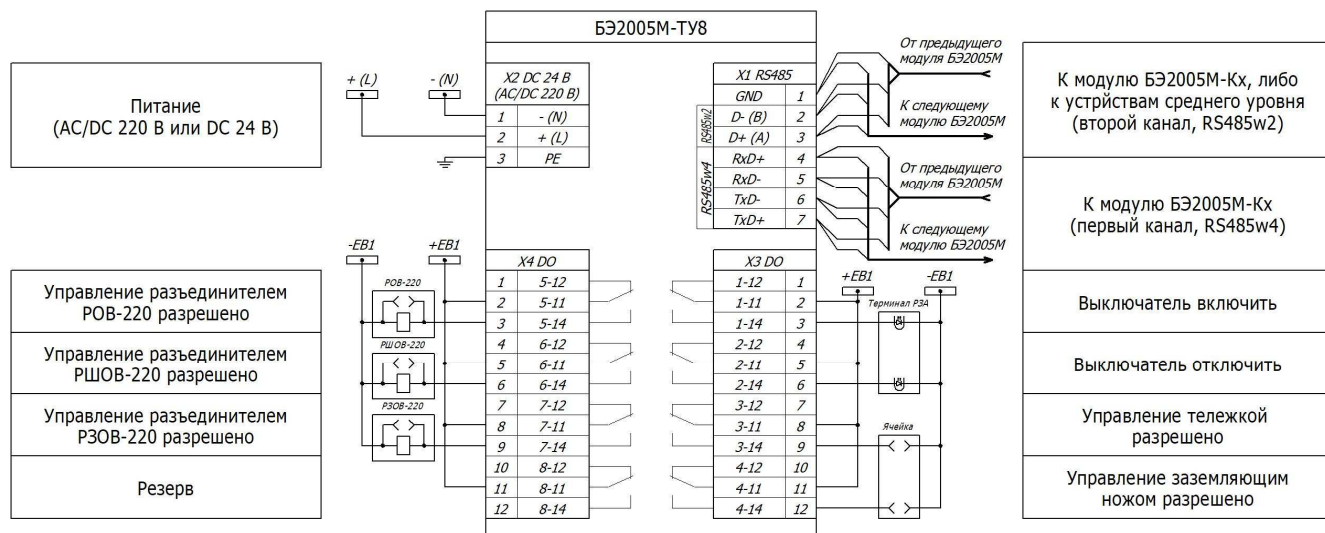 БЭ2005М-ТУ8
Питание
(AC/DC 220 В или DC 24 В)
+ (L)
- (N)
X2 DC 24 В
(AC/DC 220 В)
1 - (N)
2 + (L)
3 PE
X1 RS485
GND 1
D- (B) 2
D+ (A) 3
RxD+ 4
RxD- 5
TxD- 6
TxD+ 7
RS485w2
RS485w4
От предыдущего
модуля БЭ2005М
К следующему
модулю БЭ2005М
От предыдущего
модуля БЭ2005М
К следующему
модулю БЭ2005М
К модулю БЭ2005М-Кх, либо
к устрйствам среднего уровня
(второй канал, RS485w2)
К модулю БЭ2005М-Кх
(первый канал, RS485w4)
Управление разъединителем
РОВ-220 разрешено
Управление разъединителем
РШОВ-220 разрешено
Управление разъединителем
РЗОВ-220 разрешено
Резерв
-EB1
+EB1
РОВ-220
РШОВ-220
РЗОВ-220
X4 DO
1 5-12
2 5-11
3 5-14
4 6-12
5 6-11
6 6-14
7 7-12
8 7-11
9 7-14
10 8-12
11 8-11
12 8-14
X3 DO
1-12 1
1-11 2
1-14 3
2-12 4
2-11 5
2-14 6
3-12 7
3-11 8
3-14 9
4-12 10
4-11 11
4-14 12
+EB1
-EB1
Терминал РЗА
Ячейка
Выключатель включить
Выключатель отключить
Управление тележкой
разрешено
Управление заземляющим
ножом разрешено